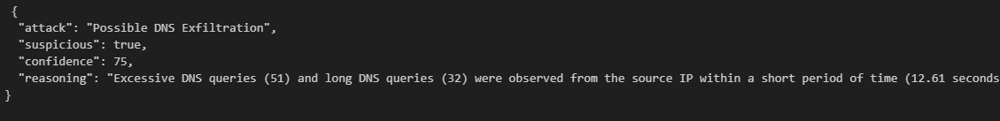 {
"attack": "Possible DNS Exfiltration",
"suspicious": true,
"confidence": 75,
"reasoning": "Excessive DNS queries (51) and long DNS queries (32) were observed from the source IP within a short period of time (12.61 seconds
}